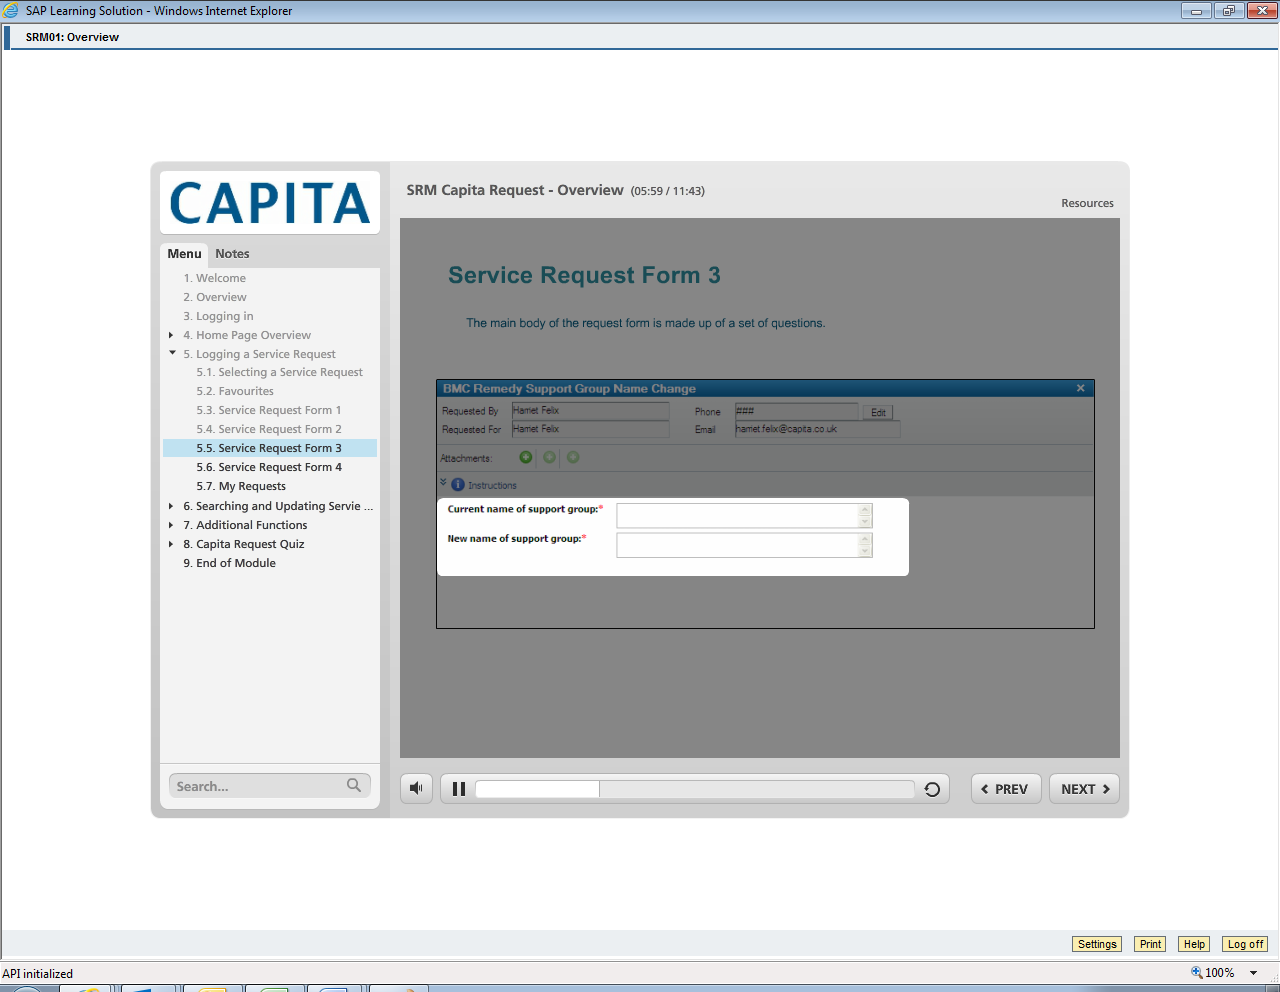 SAP Learning Solution - Windows Internet Explorer
SRM01: Overview
CAPITA
SRM Capita Request - Overview (05:59 / 11:43)
Resources
Menu Notes
1. Welcome
2. Overview
3. Logging in
4. Home Page Overview
5. Logging a Service Request
5.1. Selecting a Service Request
5.2. Favourites
5.3. Service Request Form 1
5.4. Service Request Form 2
5.5. Service Request Form 3
5.6. Service Request Form 4
5.7. My Requests
6. Searching and Updating Servie ...
7. Additional Functions
8. Capita Request Quiz
9. End of Module
Search...
Service Request Form 3
The main body of the request form is made up of a set of questions.
BMC Remedy Support Group Name Change
Requested By Hamet Felix Phone ### Edit
Requested For Hamet Felix Email hamet.felix@capita.co.uk
Attachments:
Instructions
Current name of support group:*
New name of support group:*
PREV NEXT
Settings Print Help Log off
API initialized
100%